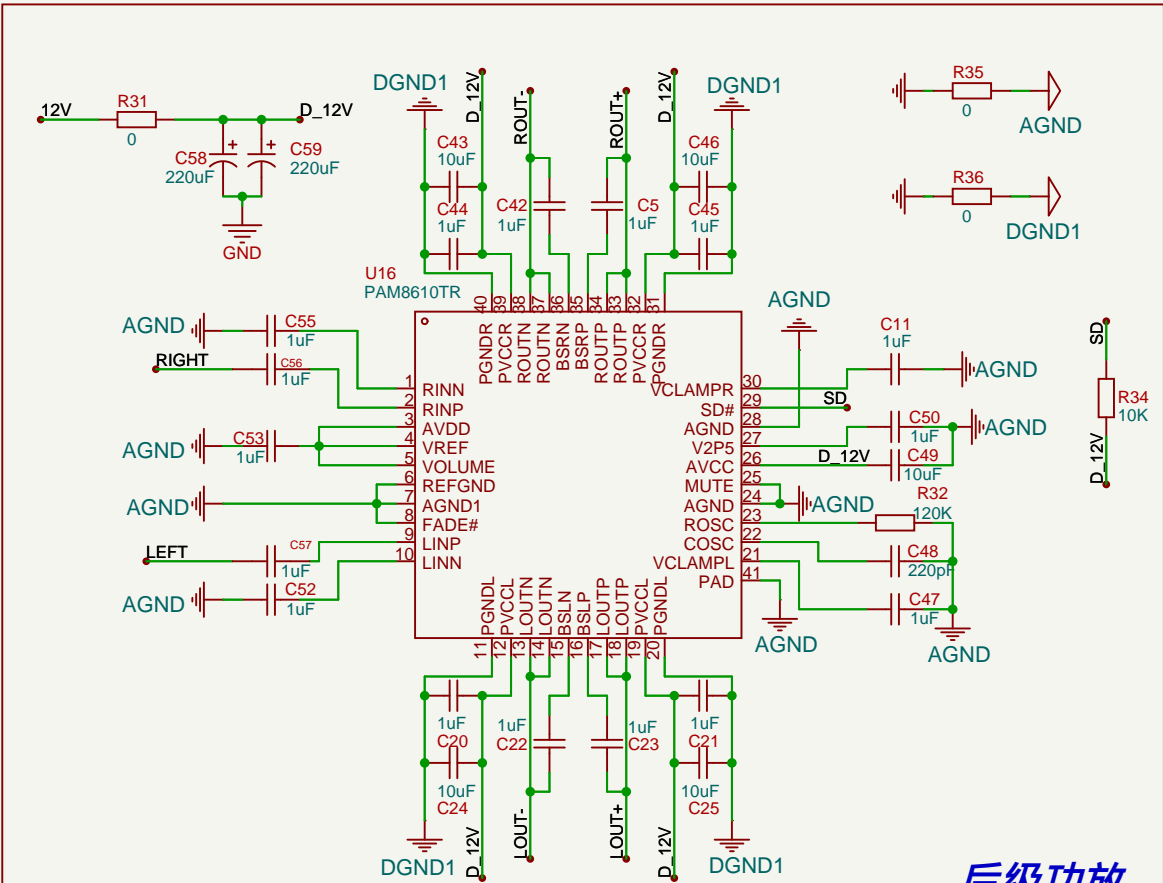 12V
R31
0
D_12V
C58
220uF
C59
220uF
GND
DGND1
D_12V
ROUT-
ROUT+
D_12V
DGND1
C43
10uF
C44
1uF
C42
1uF
C5
1uF
C46
10uF
C45
1uF
R35
0
AGND
R36
0
DGND1
U16
PAM8610TR
40 39 38 37 36 35 34 33 32 31
PGNDR PVCCR ROUTN ROUTN BSRN BSRP ROUTP ROUTP PVCCR PGNDR
AGND
C55
1uF
RIGHT
C56
1uF
AGND
C53
1uF
AGND
LEFT
C57
1uF
AGND
C52
1uF
1 RINN
2 RINP
3 AVDD
4 VREF
5 VOLUME
6 REFGND
7 AGND1
8 FADE#
9 LINP
10 LINN
VCLAMPR 30
SD# 29
AGND 28
V2P5 27
AVCC 26
MUTE 25
AGND 24
ROSC 23
COSC 22
VCLAMPL 21
PAD 41
AGND
C11
1uF
AGND
SD
C50
1uF
AGND
D_12V
C49
10uF
AGND
R32
120K
C48
220pF
C47
1uF
AGND
AGND
SD
R34
10K
D_12V
PGNDL PVCCL LOUTN LOUTN BSLN BSLP LOUTP LOUTP PVCCL PGNDL
11 12 13 14 15 16 17 18 19 20
1uF
C20
10uF
C24
1uF
C22
1uF
C23
1uF
C21
10uF
C25
DGND1
D_12V
LOUT-
LOUT+
D_12V
DGND1
后级功放